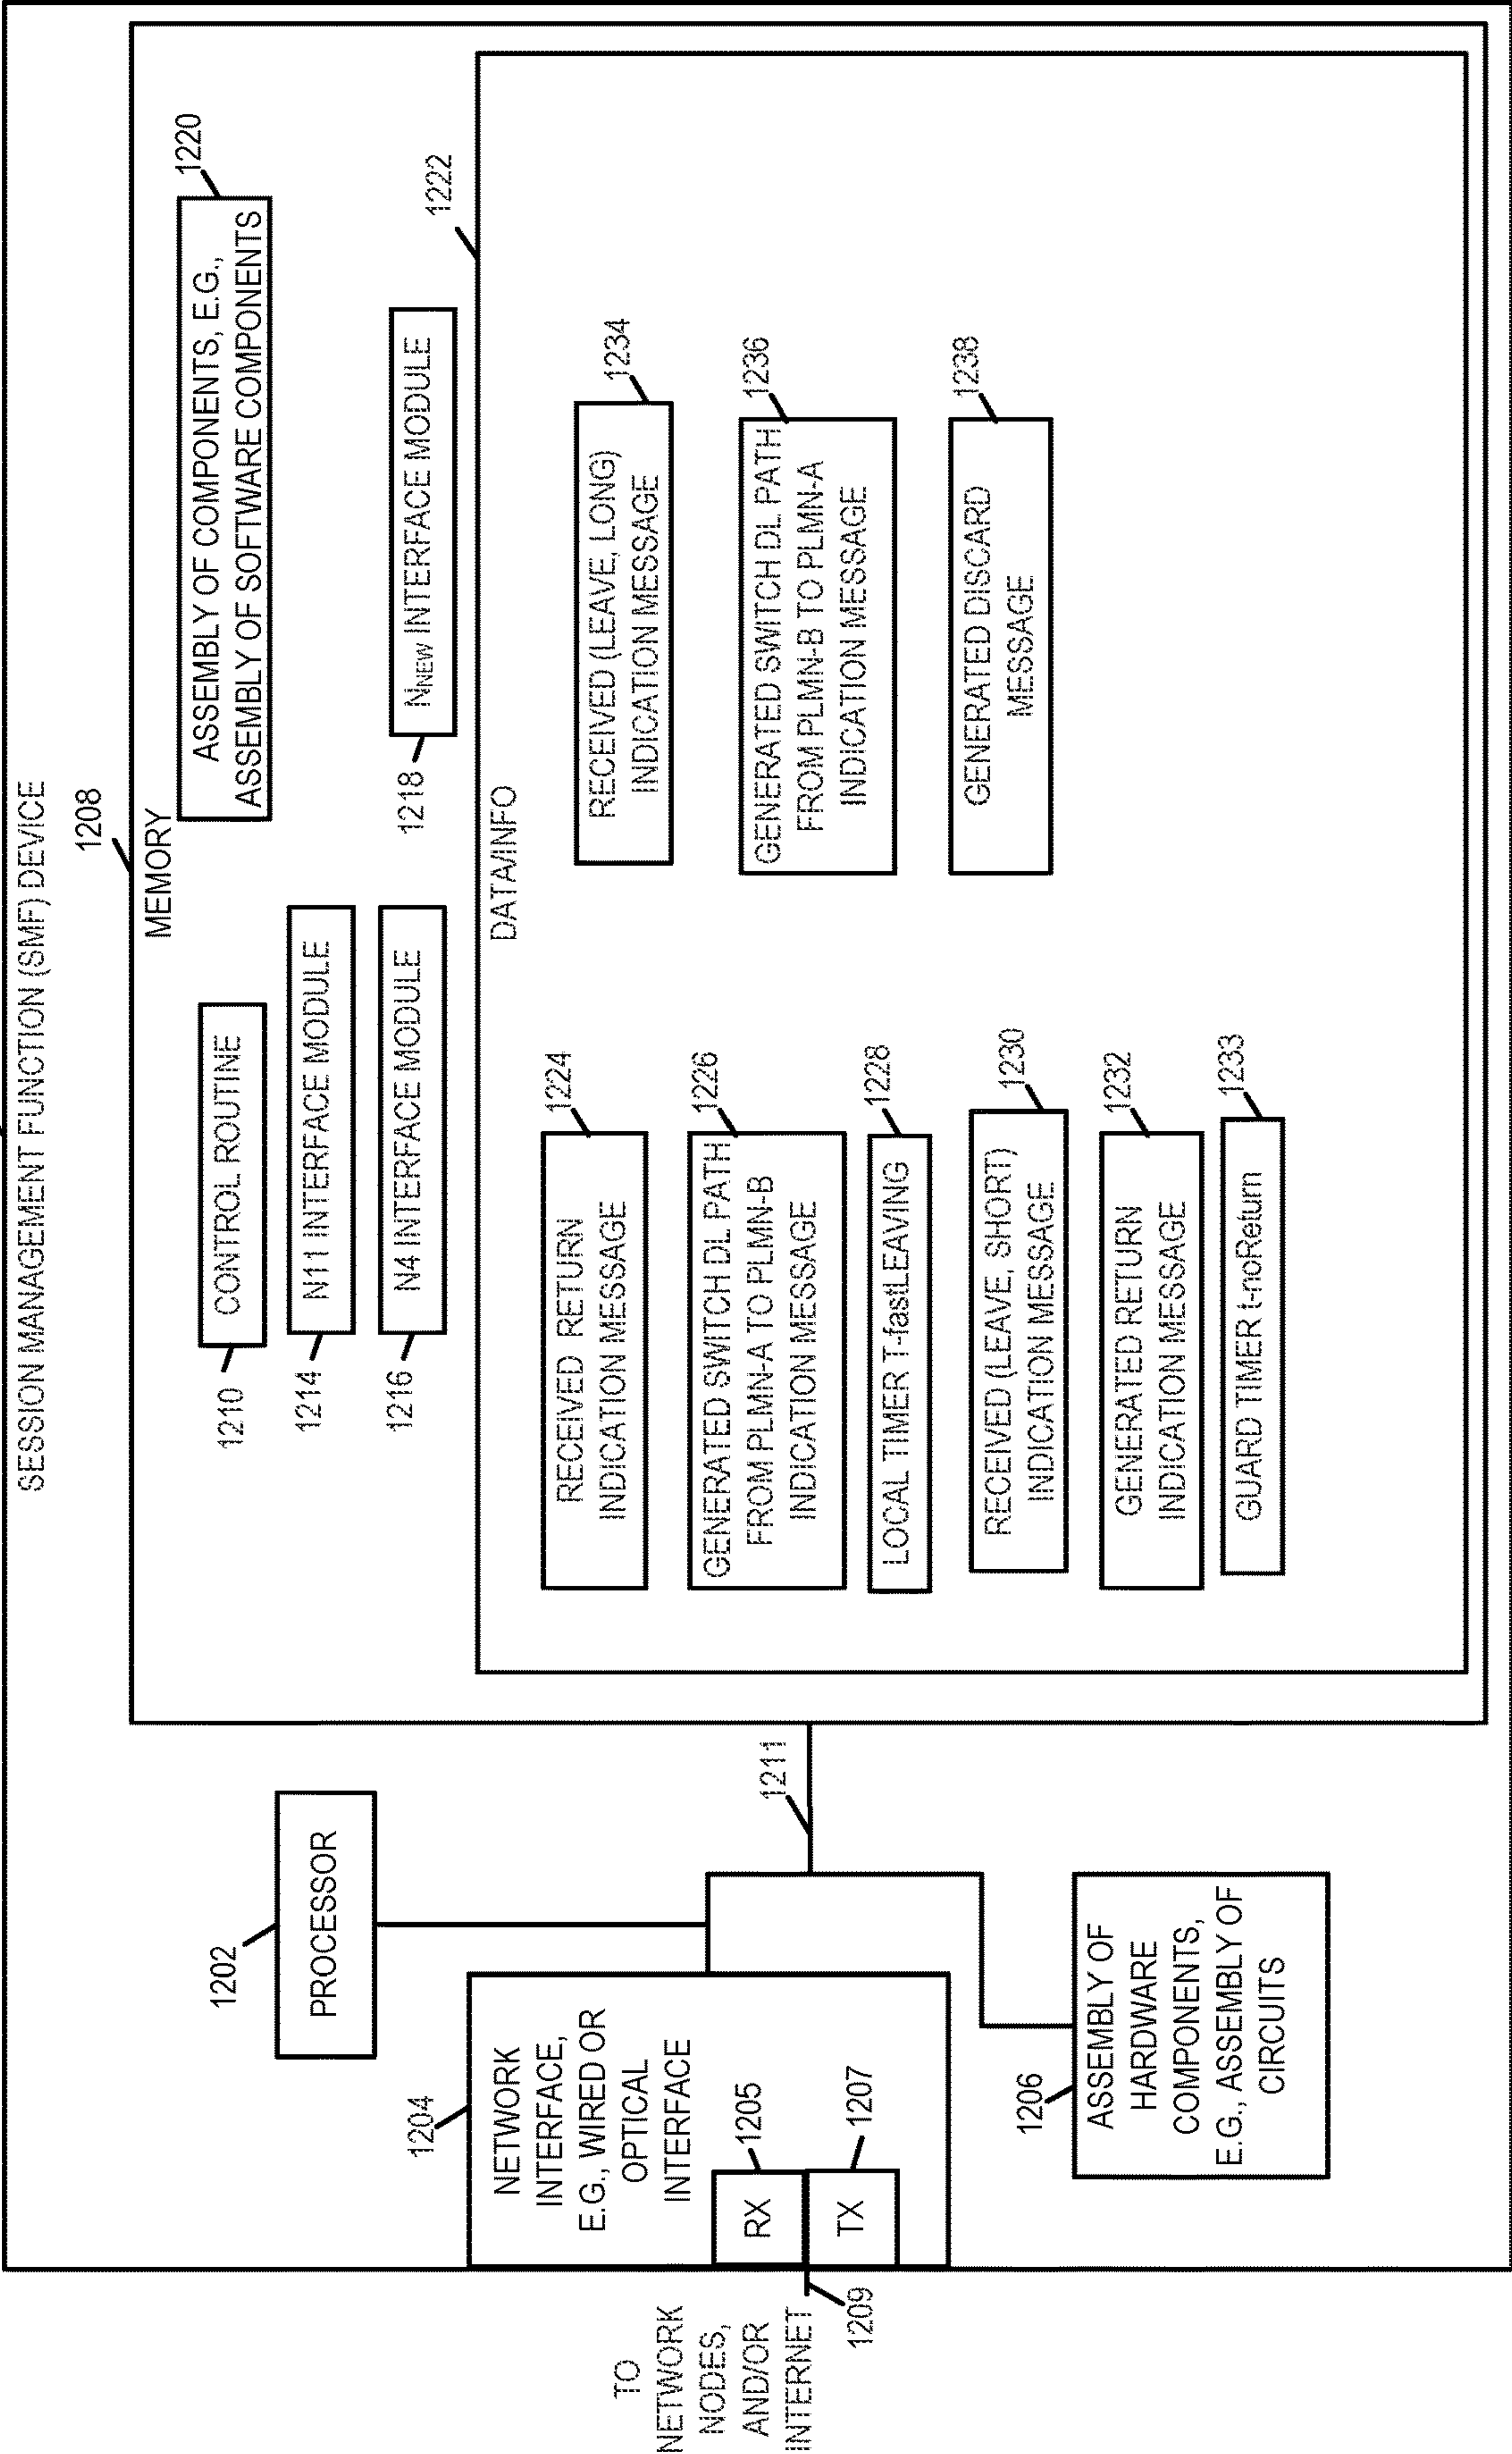 SESSION MANAGEMENT FUNCTION (SMF) DEVICE
1208
MEMORY
1202
PROCESSOR
1204
NETWORK
INTERFACE,
E.G., WIRED OR
OPTICAL
INTERFACE
1205
RX
1207
TX
TO
NETWORK
NODES,
AND/OR
INTERNET
1209
1206
ASSEMBLY OF
HARDWARE
COMPONENTS,
E.G., ASSEMBLY OF
CIRCUITS
1211
1210
CONTROL ROUTINE
1214
N11 INTERFACE MODULE
1216
N4 INTERFACE MODULE
1220
ASSEMBLY OF COMPONENTS, E.G.,
ASSEMBLY OF SOFTWARE COMPONENTS
1218
NNEW INTERFACE MODULE
1222
DATA/INFO
1224
RECEIVED RETURN
INDICATION MESSAGE
1226
GENERATED SWITCH DL PATH
FROM PLMN-A TO PLMN-B
INDICATION MESSAGE
1228
LOCAL TIMER T-fastLEAVING
1230
RECEIVED (LEAVE, SHORT)
INDICATION MESSAGE
1232
GENERATED RETURN
INDICATION MESSAGE
1233
GUARD TIMER t-noReturn
1234
RECEIVED (LEAVE, LONG)
INDICATION MESSAGE
1236
GENERATED SWITCH DL PATH
FROM PLMN-B TO PLMN-A
INDICATION MESSAGE
1238
GENERATED DISCARD
MESSAGE